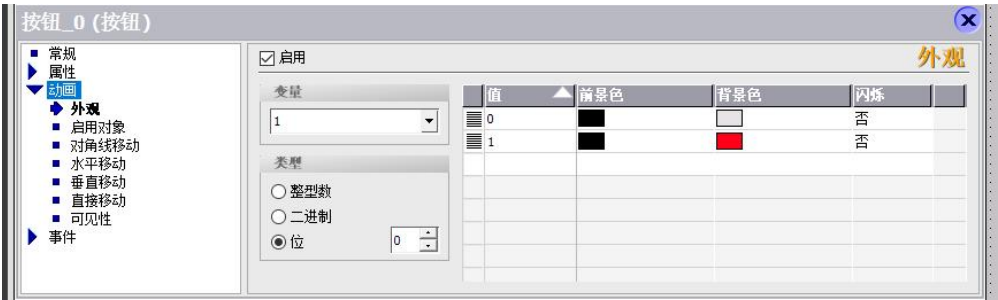 按钮_0 (按钮)
常规
属性
动画
外观
启用对象
对角线移动
水平移动
垂直移动
直接移动
可见性
事件
启用
外观
变量
1
类型
整型数
二进制
位 0
值 前景色 背景色 闪烁
0 否
1 否